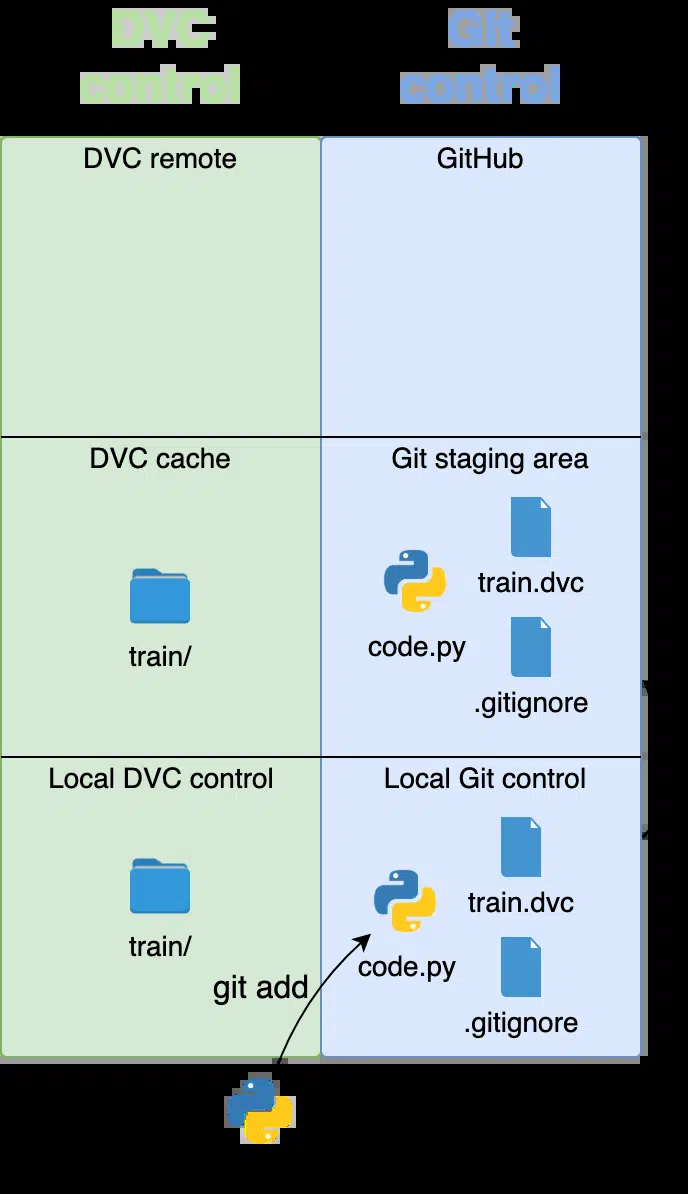 DVC
control
Git
control
DVC remote
GitHub
DVC cache
Git staging area
train/
code.py
train.dvc
.gitignore
Local DVC control
Local Git control
train/
git add
code.py
train.dvc
.gitignore